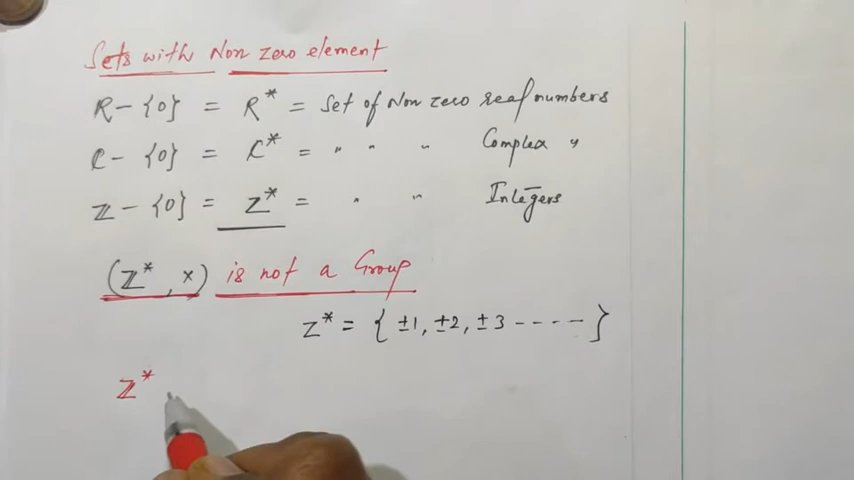 Sets with Non zero element
R - {0} = R* = Set of Non zero real numbers
C - {0} = C* = " " " Complex "
Z - {0} = Z* = " " Integers
(Z*, ×) is not a Group
Z* = { ±1, ±2, ±3 - - - - - }
Z*